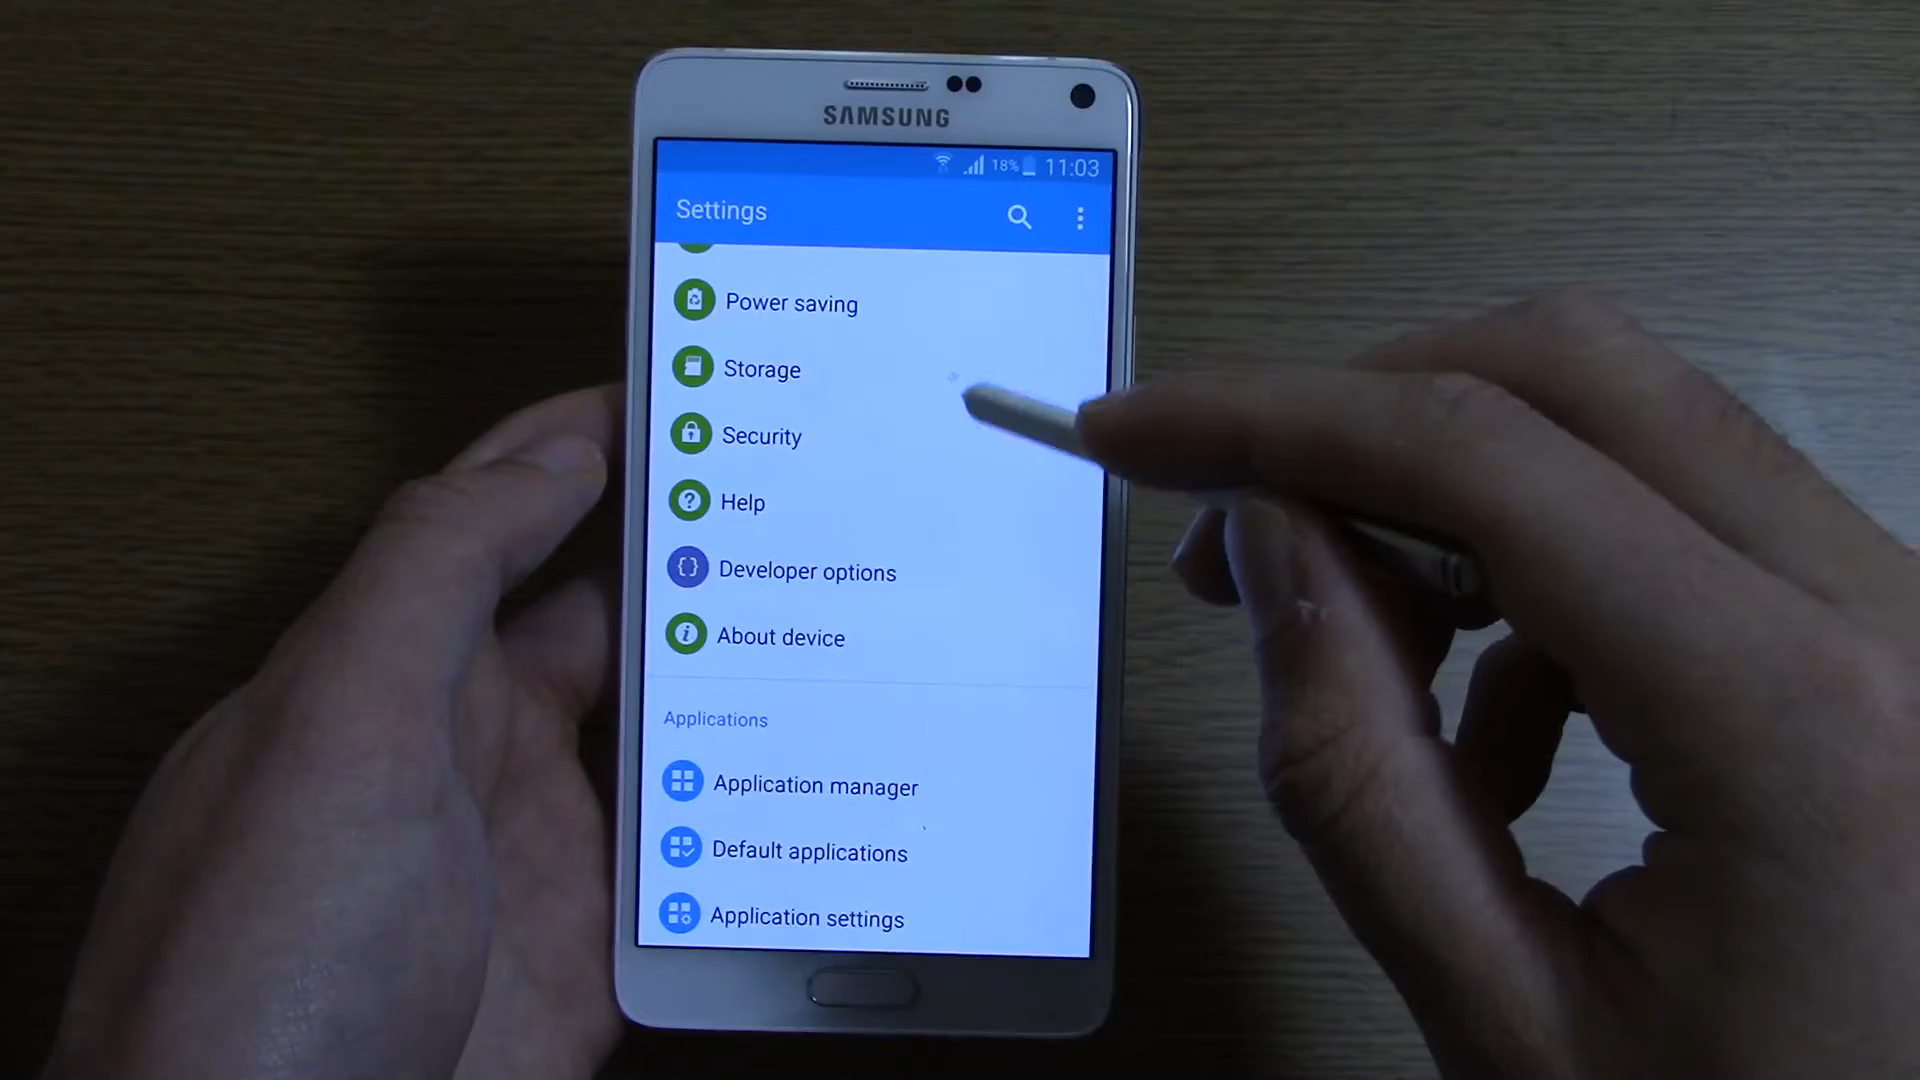 SAMSUNG
18% 11:03
Settings
Power saving
Storage
Security
Help
Developer options
About device
Applications
Application manager
Default applications
Application settings